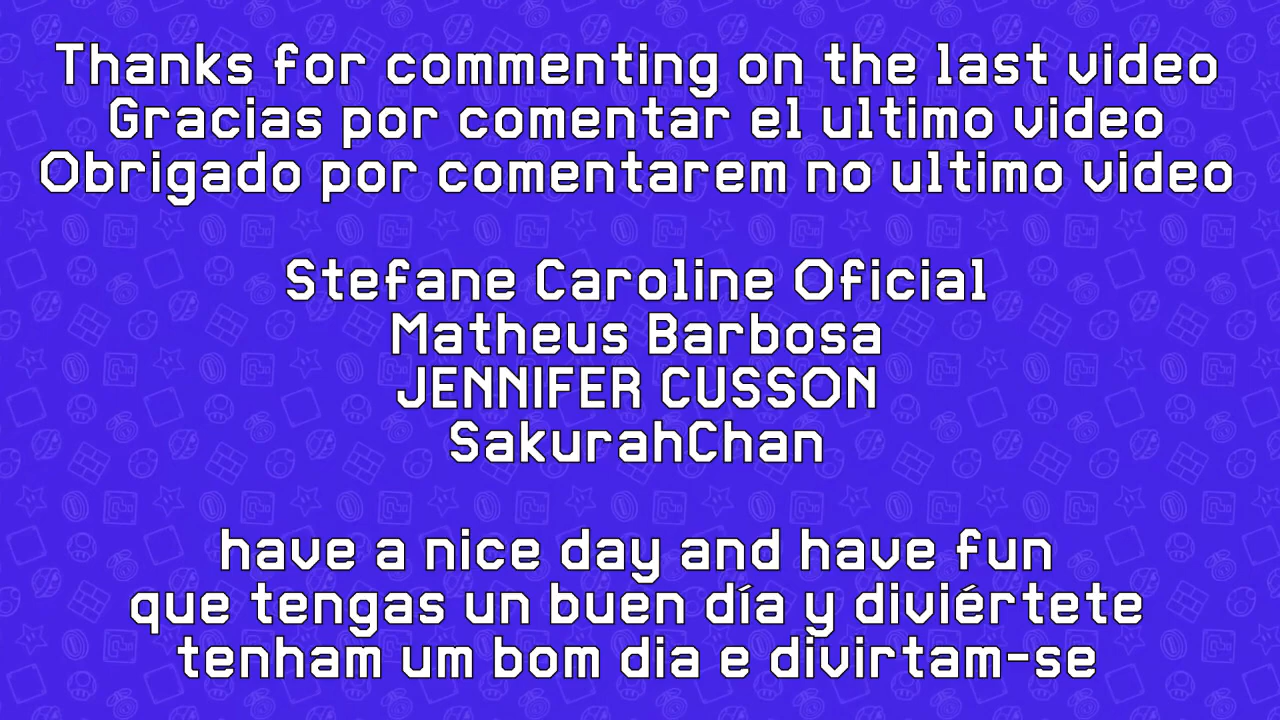 Thanks for commenting on the last video
Gracias por comentar el ultimo video
Obrigado por comentarem no ultimo video
Stefane Caroline Oficial
Matheus Barbosa
JENNIFER CUSSON
SakurahChan
have a nice day and have fun
que tengas un buen día y diviértete
tenham um bom dia e divirtam-se